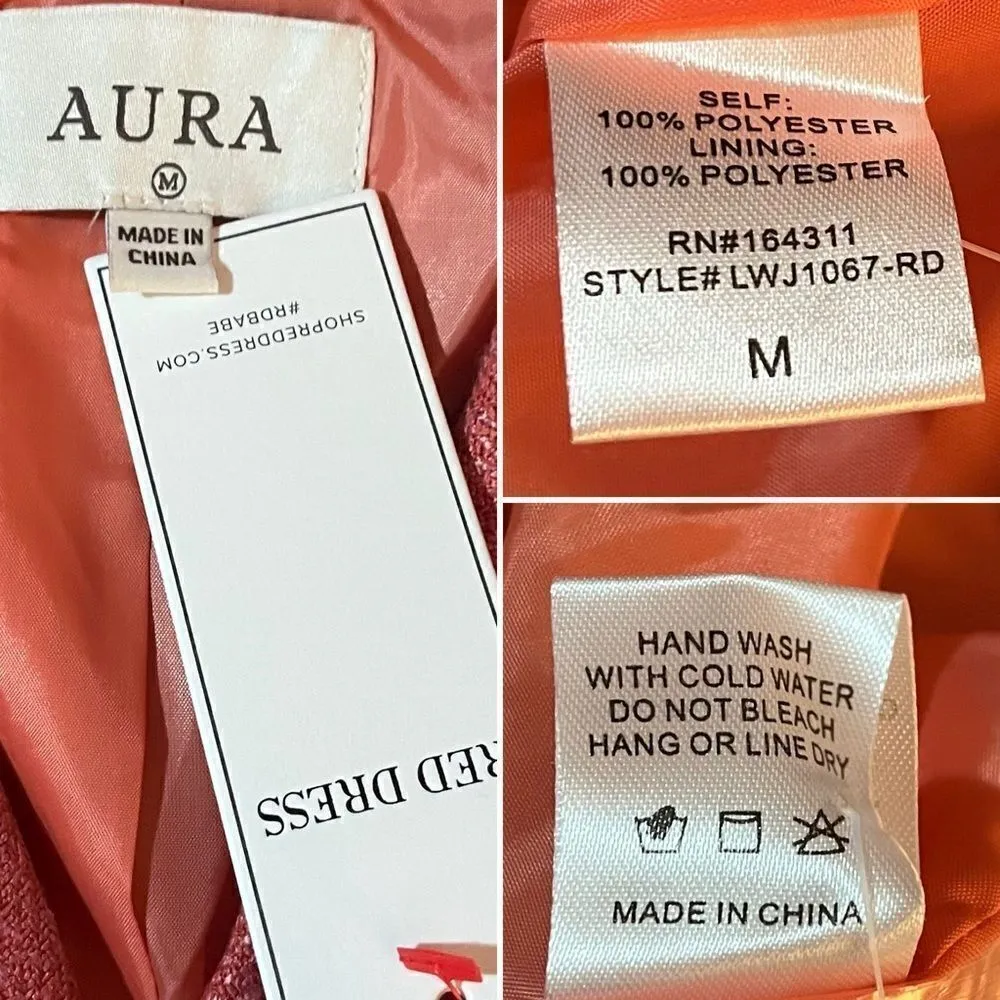 AURA
M
MADE IN
CHINA
SHOPREDDRESS.COM
#RDBABE
RED DRESS
SELF:
100% POLYESTER
LINING:
100% POLYESTER
RN#164311
STYLE# LWJ1067-RD
M
HAND WASH
WITH COLD WATER
DO NOT BLEACH
HANG OR LINE DRY
MADE IN CHINA